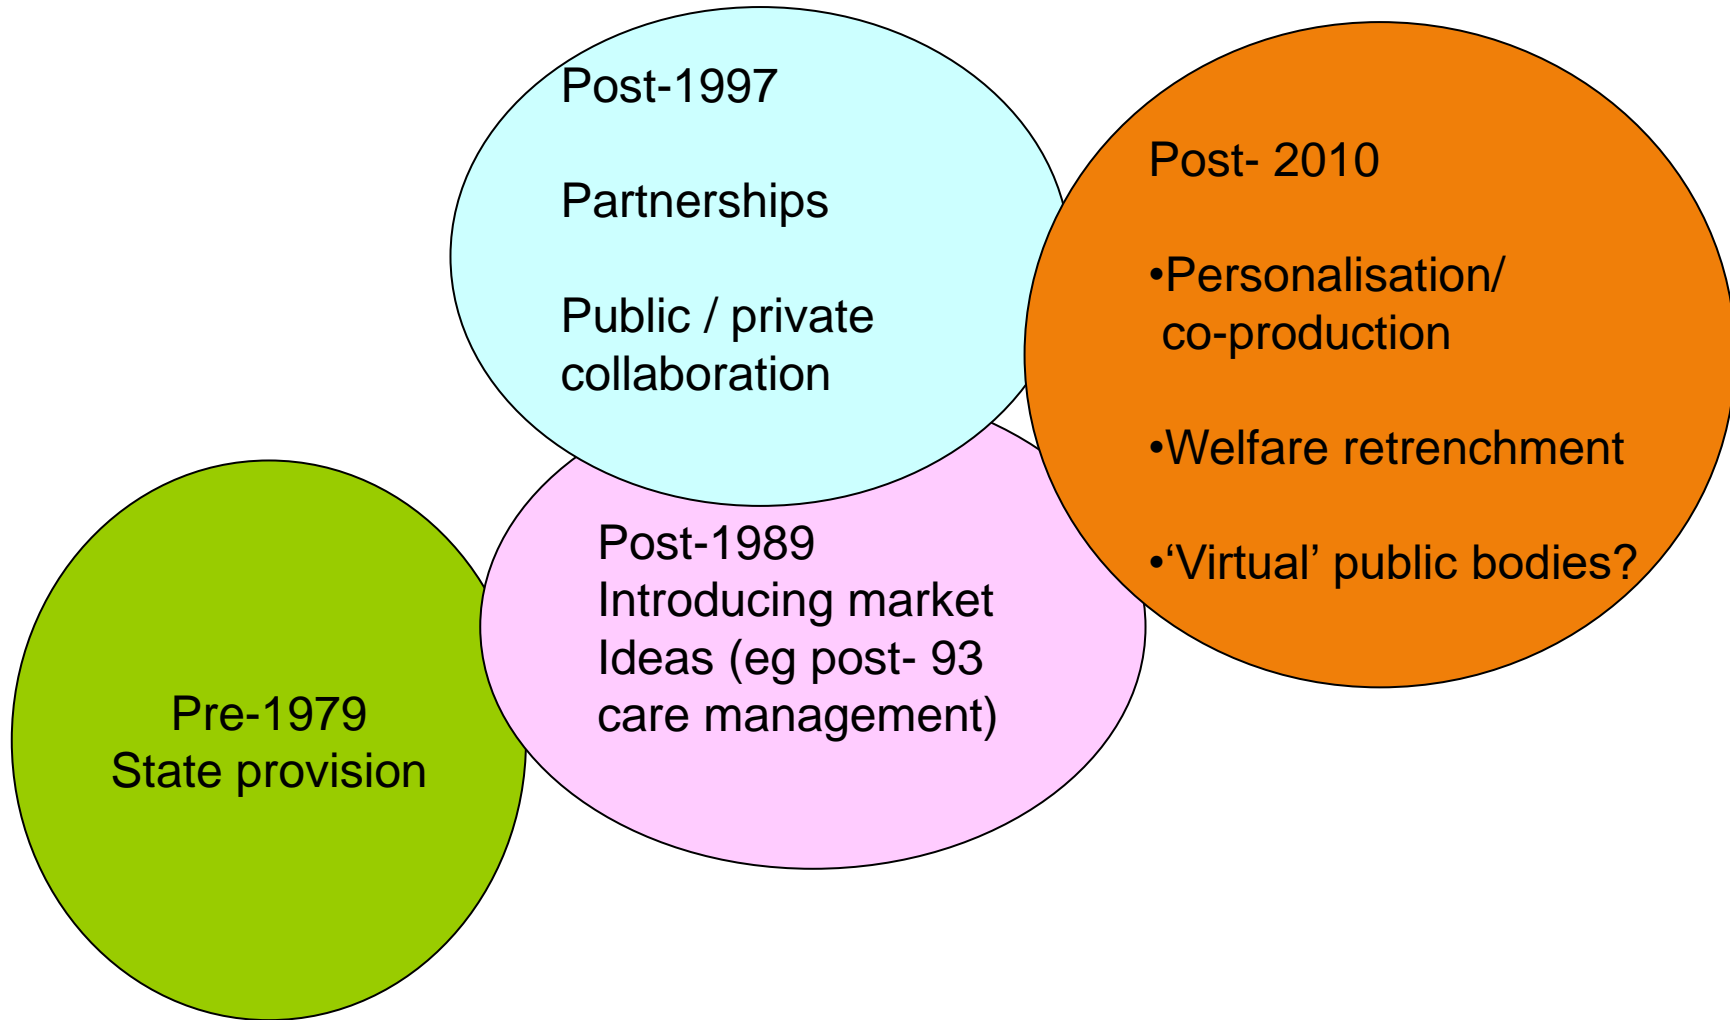 Pre-1979
State provision
Post-1989
Introducing market
Ideas (eg post- 93
care management)
Post-1997
Partnerships
Public / private
collaboration
Post- 2010
•Personalisation/
co-production
•Welfare retrenchment
•‘Virtual’ public bodies?